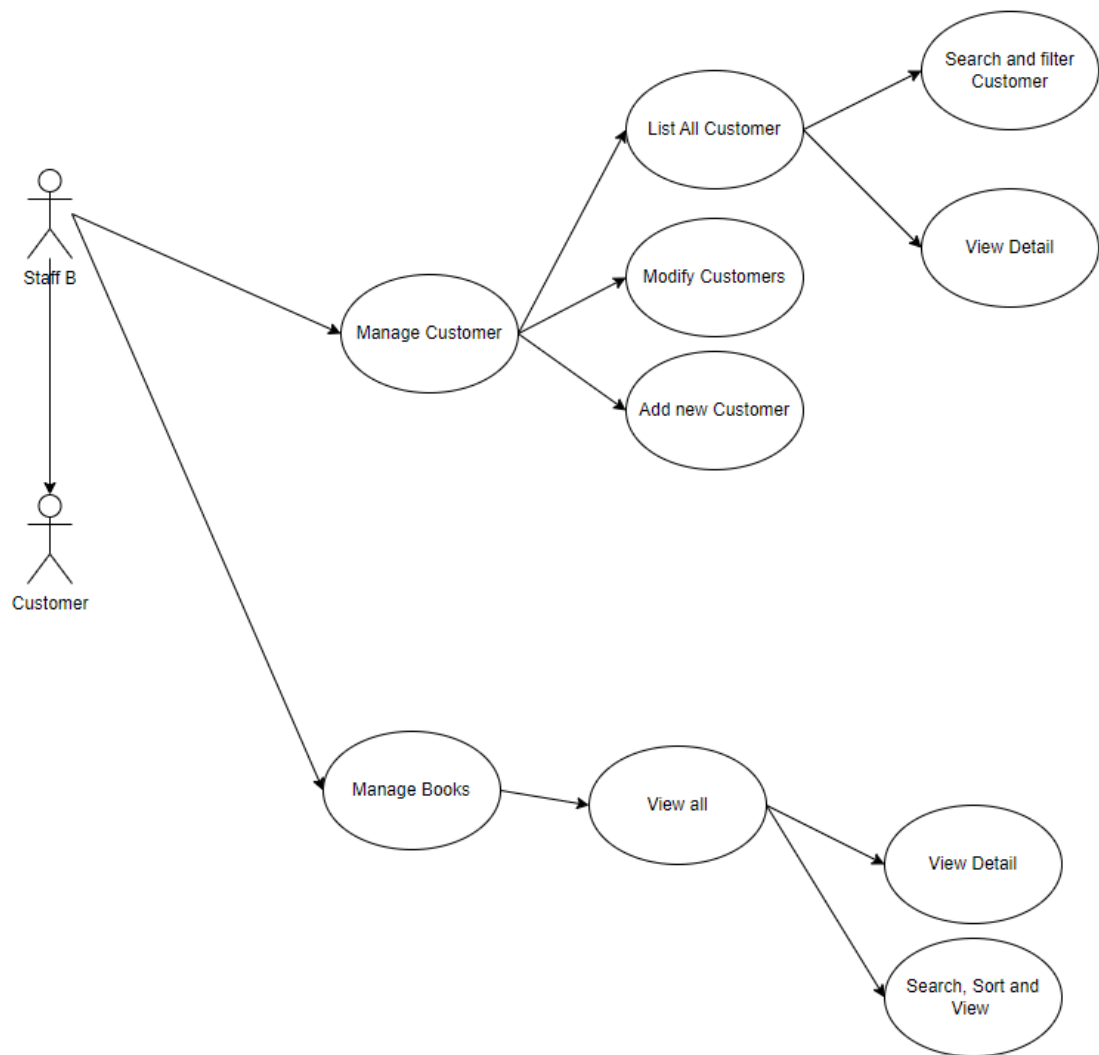 Search and filter
Customer
List All Customer
View Detail
Staff B
Modify Customers
Manage Customer
Add new Customer
Customer
Manage Books
View all
View Detail
Search, Sort and
View